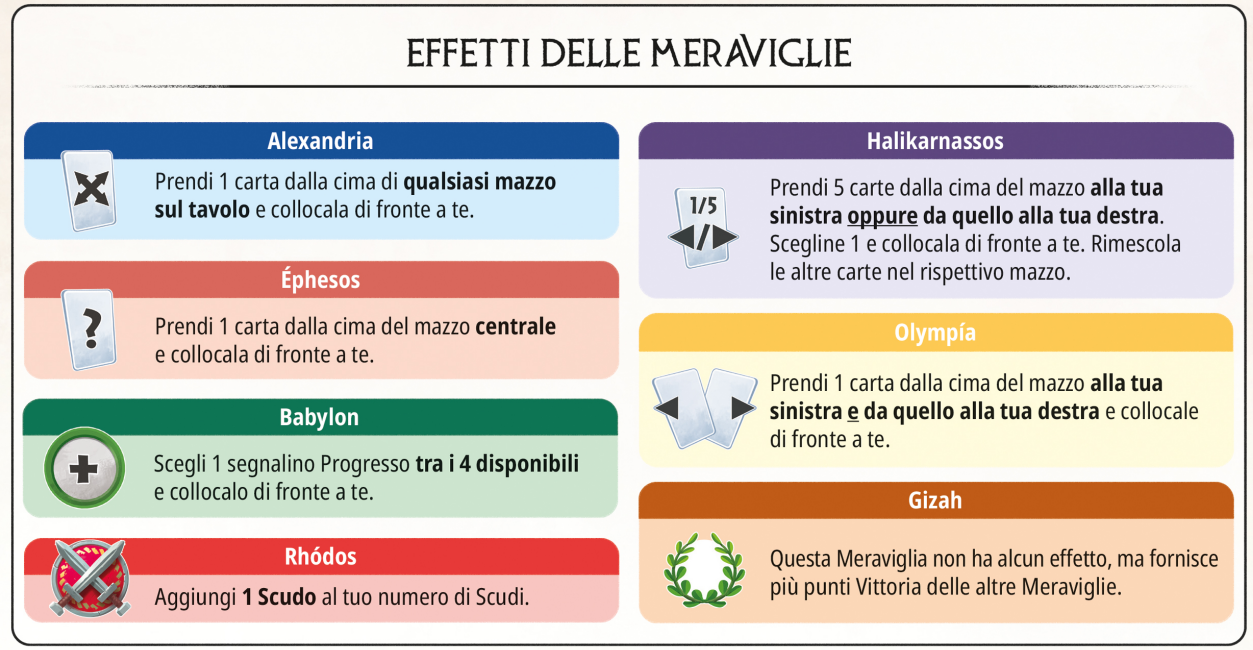 EFFETTI DELLE MERAVIGLIE
Alexandria
Prendi 1 carta dalla cima di qualsiasi mazzo
sul tavolo e collocala di fronte a te.
Éphesos
?
Prendi 1 carta dalla cima del mazzo centrale
e collocala di fronte a te.
Babylon
+
Scegli 1 segnalino Progresso tra i 4 disponibili
e collocalo di fronte a te.
Rhódos
Aggiungi 1 Scudo al tuo numero di Scudi.
Halikarnassos
1/5
/
Prendi 5 carte dalla cima del mazzo alla tua
sinistra oppure da quello alla tua destra.
Scegline 1 e collocala di fronte a te. Rimescola
le altre carte nel rispettivo mazzo.
Olympía
Prendi 1 carta dalla cima del mazzo alla tua
sinistra e da quello alla tua destra e collocale
di fronte a te.
Gizah
Questa Meraviglia non ha alcun effetto, ma fornisce
più punti Vittoria delle altre Meraviglie.